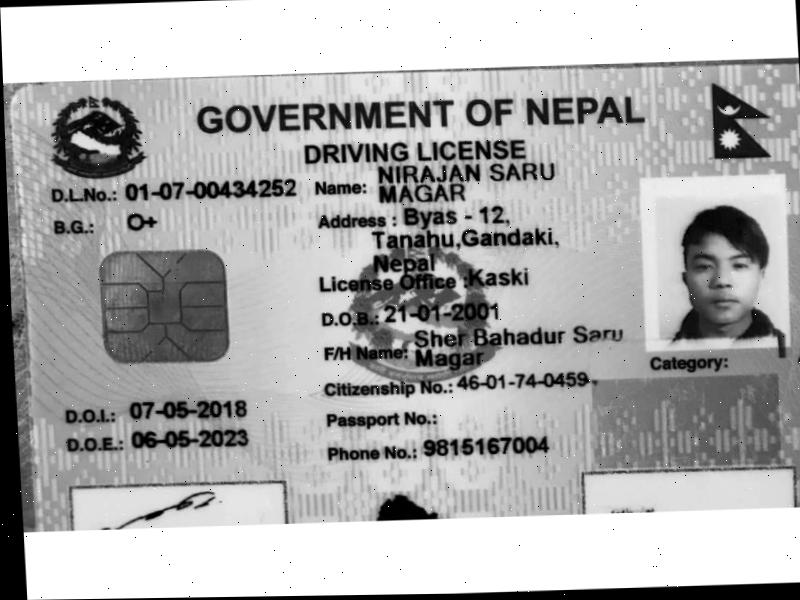 GOVERNMENT OF NEPAL
DRIVING LICENSE
D.L.No.: 01-07-00434252
Name: NIRAJAN SARU
MAGAR
B.G.: O+
Address : Byas - 12,
Tanahu,Gandaki,
Nepal
License Office :Kaski
D.O.B.: 21-01-2001
F/H Name: Sher Bahadur Saru
Magar
Category:
Citizenship No.: 46-01-74-0459
D.O.I.: 07-05-2018
Passport No.:
D.O.E.: 06-05-2023
Phone No.: 9815167004